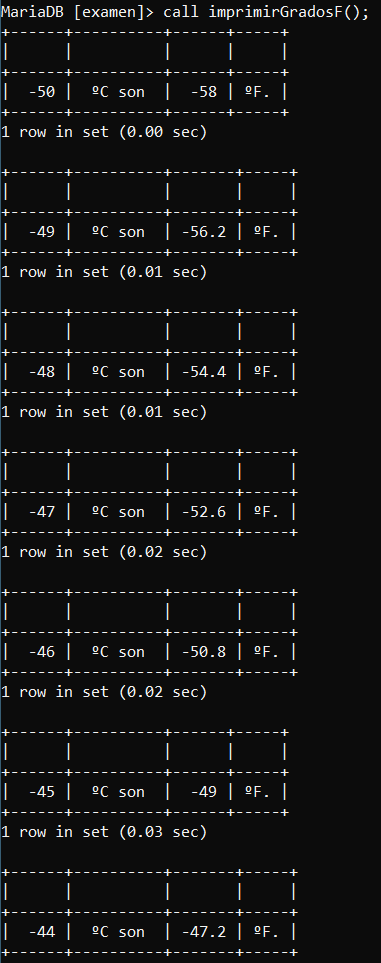 MariaDB [examen]> call imprimirGradosF();
+------+----------+------+-----+
|      |          |      |     |
+------+----------+------+-----+
|  -50 |  ºC son  |  -58 | ºF. |
+------+----------+------+-----+
1 row in set (0.00 sec)

+------+----------+-------+-----+
|      |          |       |     |
+------+----------+-------+-----+
|  -49 |  ºC son  | -56.2 | ºF. |
+------+----------+-------+-----+
1 row in set (0.01 sec)

+------+----------+-------+-----+
|      |          |       |     |
+------+----------+-------+-----+
|  -48 |  ºC son  | -54.4 | ºF. |
+------+----------+-------+-----+
1 row in set (0.01 sec)

+------+----------+-------+-----+
|      |          |       |     |
+------+----------+-------+-----+
|  -47 |  ºC son  | -52.6 | ºF. |
+------+----------+-------+-----+
1 row in set (0.02 sec)

+------+----------+-------+-----+
|      |          |       |     |
+------+----------+-------+-----+
|  -46 |  ºC son  | -50.8 | ºF. |
+------+----------+-------+-----+
1 row in set (0.02 sec)

+------+----------+------+-----+
|      |          |      |     |
+------+----------+------+-----+
|  -45 |  ºC son  |  -49 | ºF. |
+------+----------+------+-----+
1 row in set (0.03 sec)

+------+----------+-------+-----+
|      |          |       |     |
+------+----------+-------+-----+
|  -44 |  ºC son  | -47.2 | ºF. |
+------+----------+-------+-----+